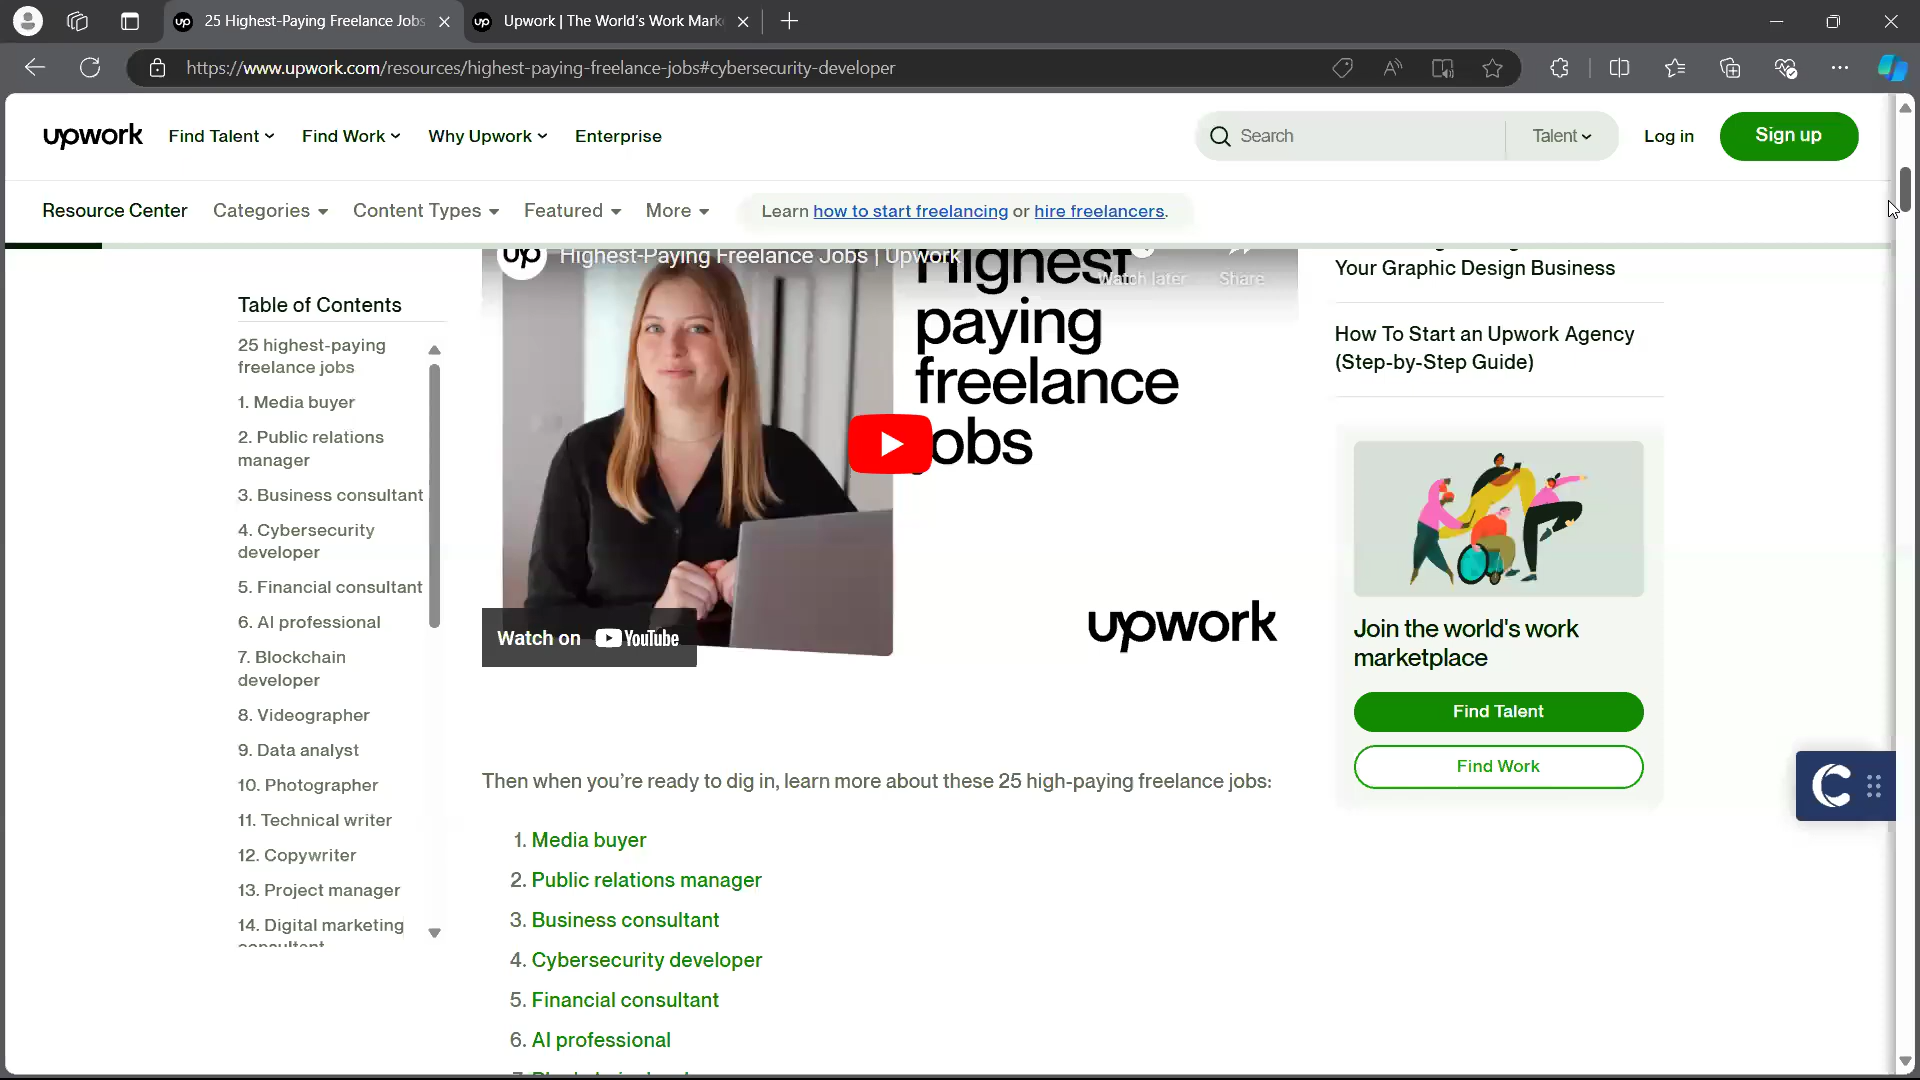 25 Highest-Paying Freelance Jobs
Upwork | The World's Work Mark
https://www.upwork.com/resources/highest-paying-freelance-jobs#cybersecurity-developer
upwork
Find Talent
Find Work
Why Upwork
Enterprise
Search
Talent
Log in
Sign up
Resource Center
Categories
Content Types
Featured
More
Learn how to start freelancing or hire freelancers.
Table of Contents
25 highest-paying
freelance jobs
1. Media buyer
2. Public relations
manager
3. Business consultant
4. Cybersecurity
developer
5. Financial consultant
6. AI professional
7. Blockchain
developer
8. Videographer
9. Data analyst
10. Photographer
11. Technical writer
12. Copywriter
13. Project manager
14. Digital marketing
consultant
up Highest-Paying Freelance Jobs | Upwork
Watch later
Share
Highest
paying
freelance
jobs
Watch on YouTube
upwork
Then when you're ready to dig in, learn more about these 25 high-paying freelance jobs:
1. Media buyer
2. Public relations manager
3. Business consultant
4. Cybersecurity developer
5. Financial consultant
6. AI professional
Your Graphic Design Business
How To Start an Upwork Agency
(Step-by-Step Guide)
Join the world's work
marketplace
Find Talent
Find Work